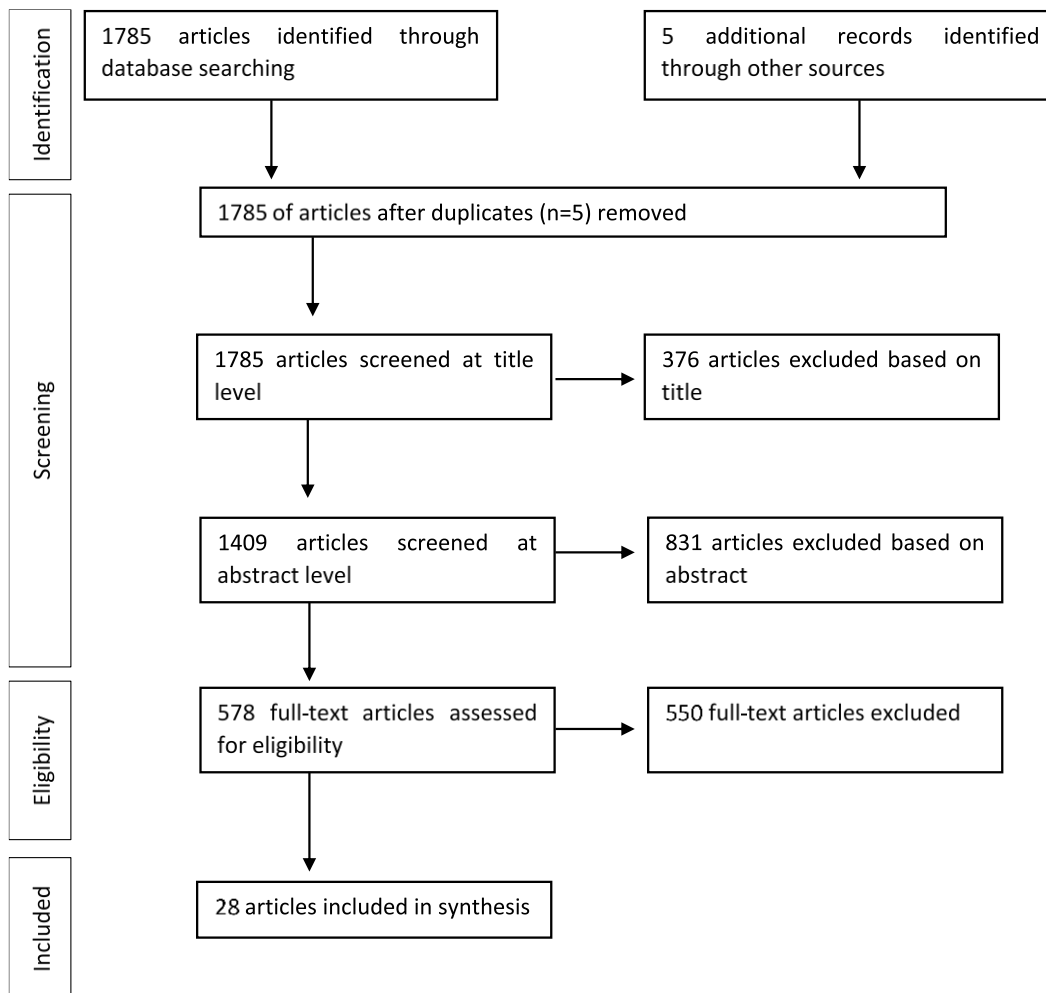 Identification
1785 articles identified through
database searching
5 additional records identified
through other sources
Screening
1785 of articles after duplicates (n=5) removed
1785 articles screened at title
level
376 articles excluded based on
title
1409 articles screened at
abstract level
831 articles excluded based on
abstract
Eligibility
578 full-text articles assessed
for eligibility
550 full-text articles excluded
Included
28 articles included in synthesis